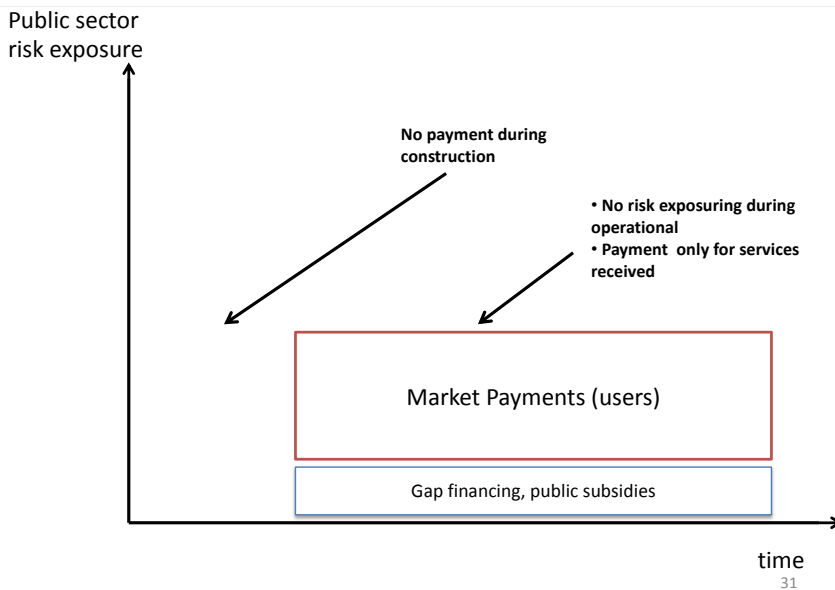 Public sector
risk exposure
No payment during
construction
• No risk exposuring during
operational
• Payment only for services
received
Market Payments (users)
Gap financing, public subsidies
time
31